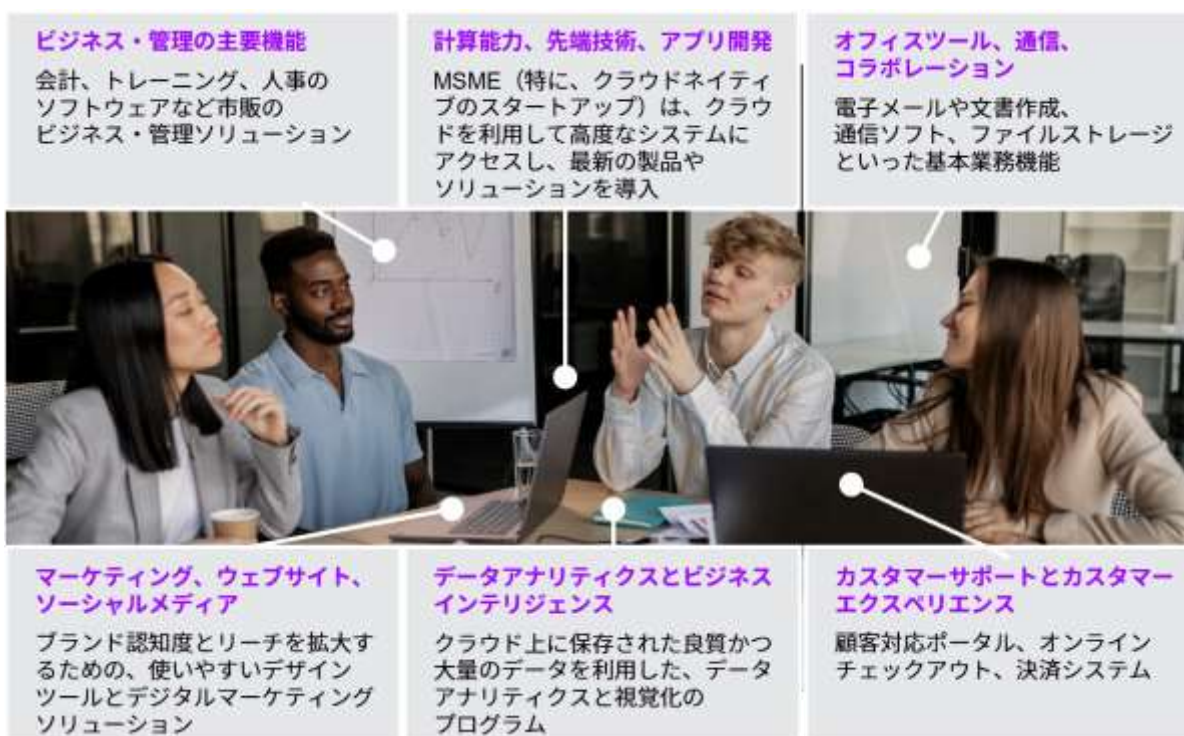 ビジネス・管理の主要機能
会計、トレーニング、人事の
ソフトウェアなど市販の
ビジネス・管理ソリューション
計算能力、先端技術、アプリ開発
MSME（特に、クラウドネイティ
ブのスタートアップ）は、クラウ
ドを利用して高度なシステムに
アクセスし、最新の製品や
ソリューションを導入
オフィスツール、通信、
コラボレーション
電子メールや文書作成、
通信ソフト、ファイルストレージ
といった基本業務機能
マーケティング、ウェブサイト、
ソーシャルメディア
ブランド認知度とリーチを拡大す
るための、使いやすいデザイン
ツールとデジタルマーケティング
ソリューション
データアナリティクスとビジネス
インテリジェンス
クラウド上に保存された良質かつ
大量のデータを利用した、データ
アナリティクスと視覚化の
プログラム
カスタマーサポートとカスタマー
エクスペリエンス
顧客対応ポータル、オンライン
チェックアウト、決済システム